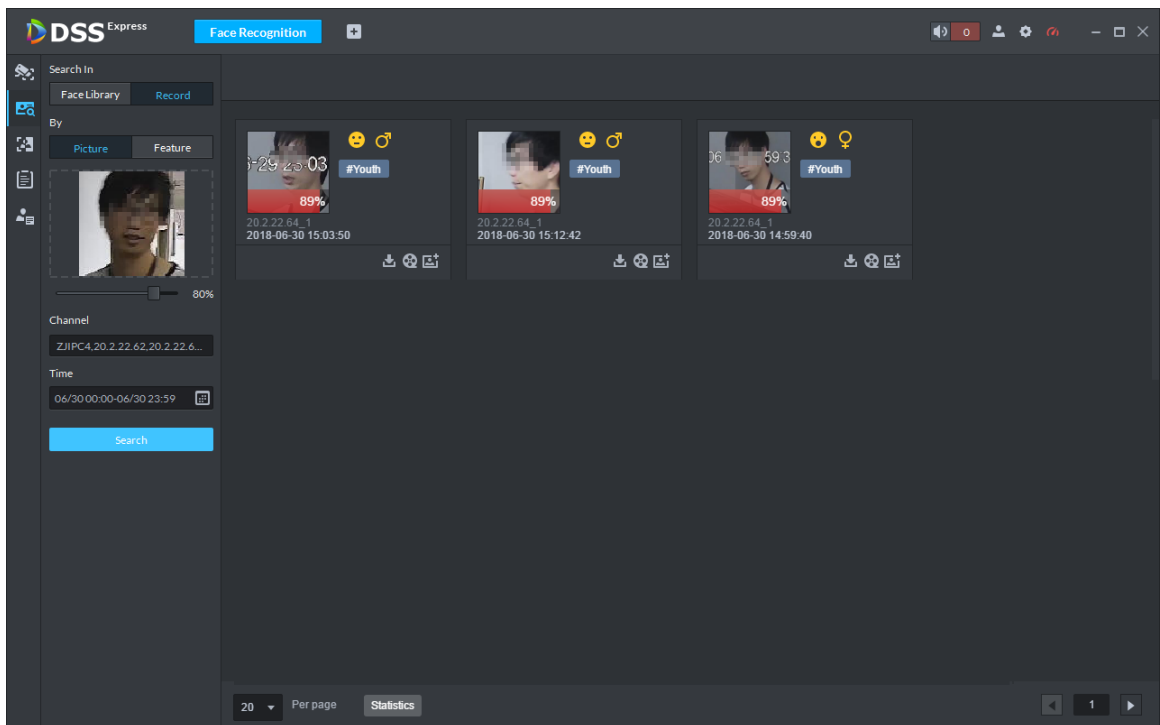 DSS Express
Face Recognition
0
Search In
Face Library
Record
By
Picture
Feature
80%
Channel
ZJIPC4,20.2.22.62,20.2.22.6...
Time
06/30 00:00-06/30 23:59
Search
#Youth
89%
20.2.22.64_1
2018-06-30 15:03:50
#Youth
89%
20.2.22.64_1
2018-06-30 15:12:42
06 59 3
#Youth
89%
20.2.22.64_1
2018-06-30 14:59:40
20
Per page
Statistics
1